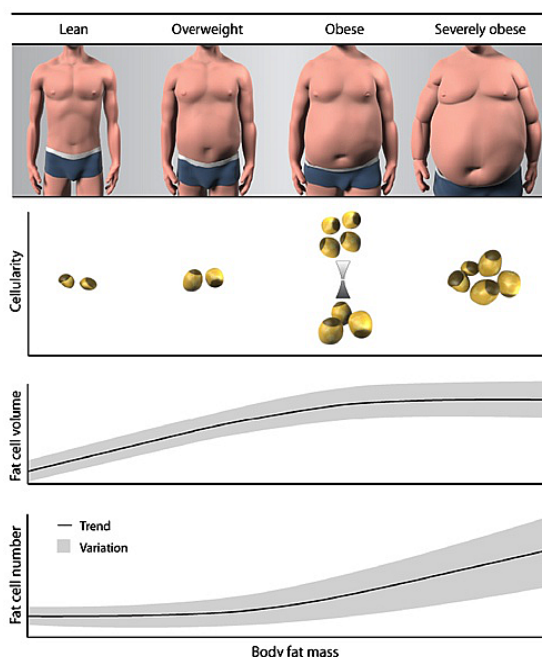 Lean Overweight Obese Severely obese
Cellularity
Fat cell volume
Fat cell number
Trend
Variation
Body fat mass